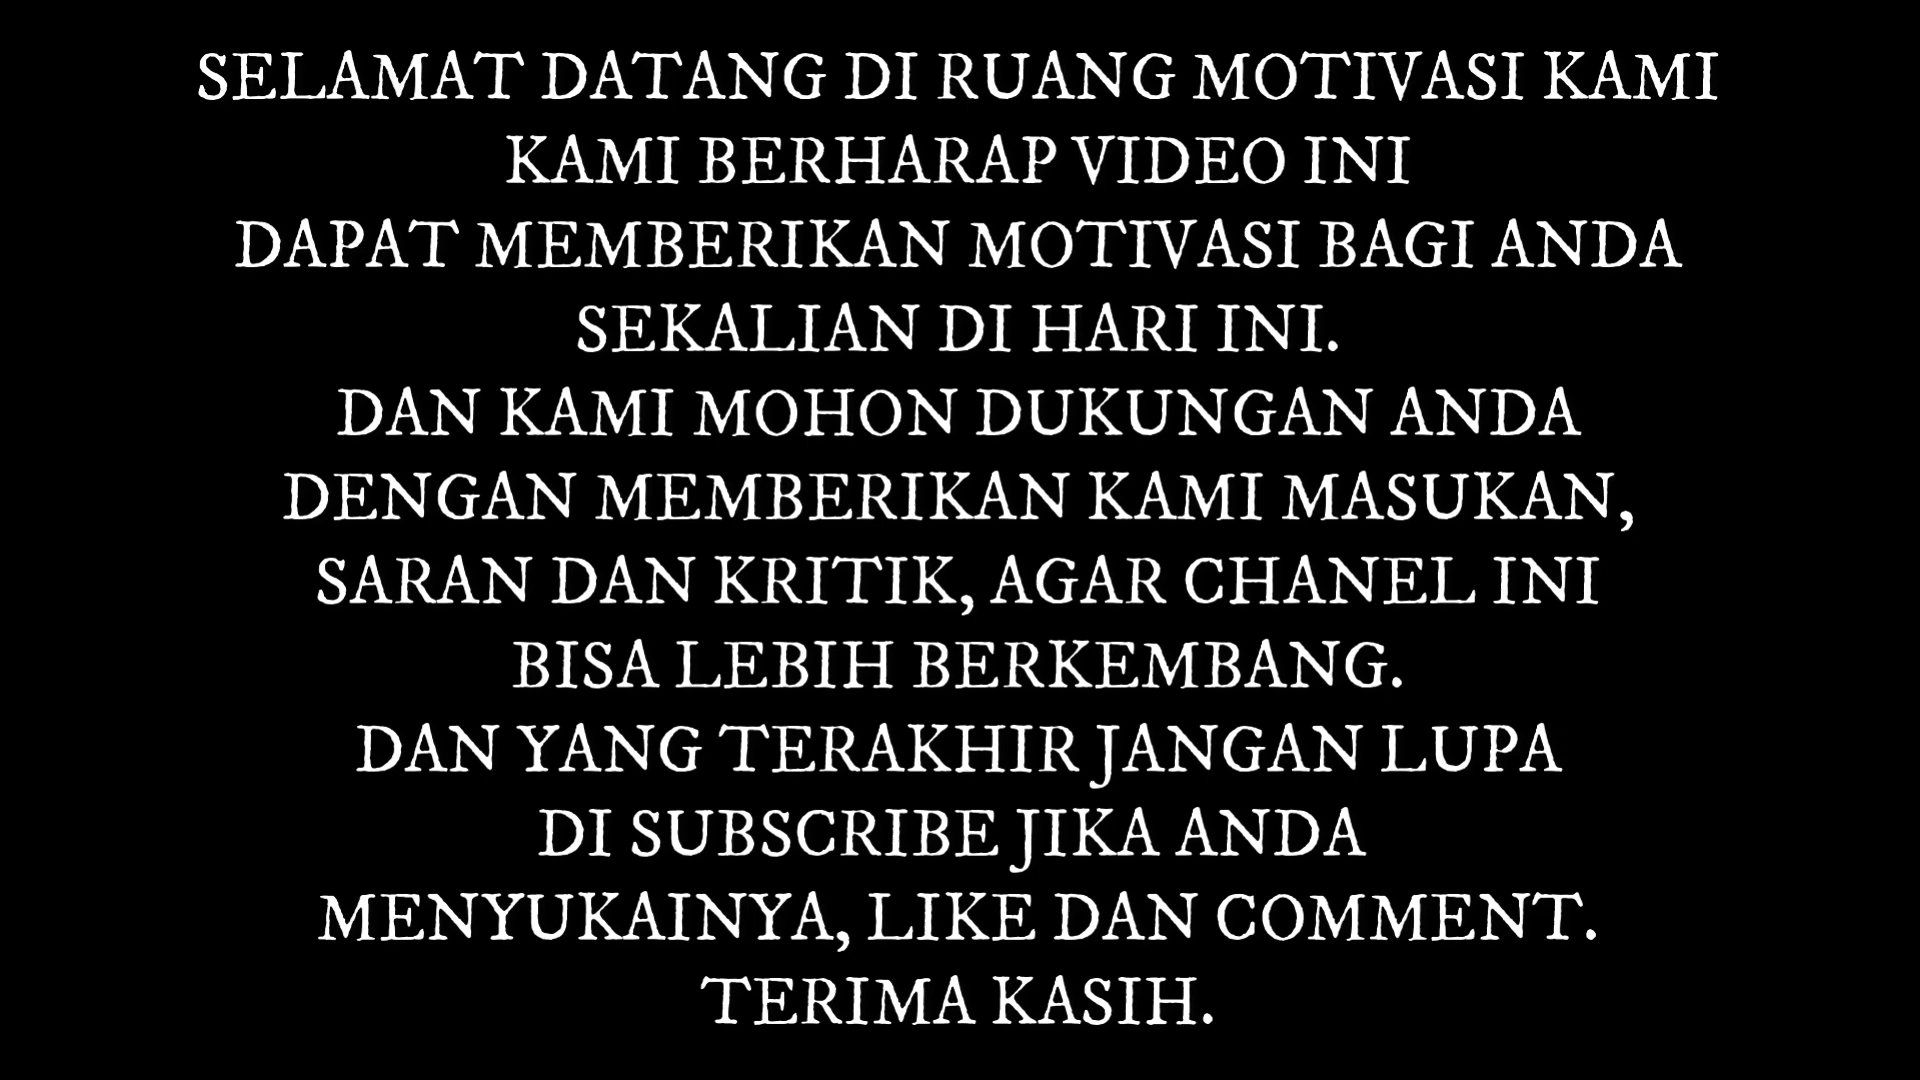 SELAMAT DATANG DI RUANG MOTIVASI KAMI
KAMI BERHARAP VIDEO INI
DAPAT MEMBERIKAN MOTIVASI BAGI ANDA
SEKALIAN DI HARI INI.
DAN KAMI MOHON DUKUNGAN ANDA
DENGAN MEMBERIKAN KAMI MASUKAN,
SARAN DAN KRITIK, AGAR CHANEL INI
BISA LEBIH BERKEMBANG.
DAN YANG TERAKHIR JANGAN LUPA
DI SUBSCRIBE JIKA ANDA
MENYUKAINYA, LIKE DAN COMMENT.
TERIMA KASIH.